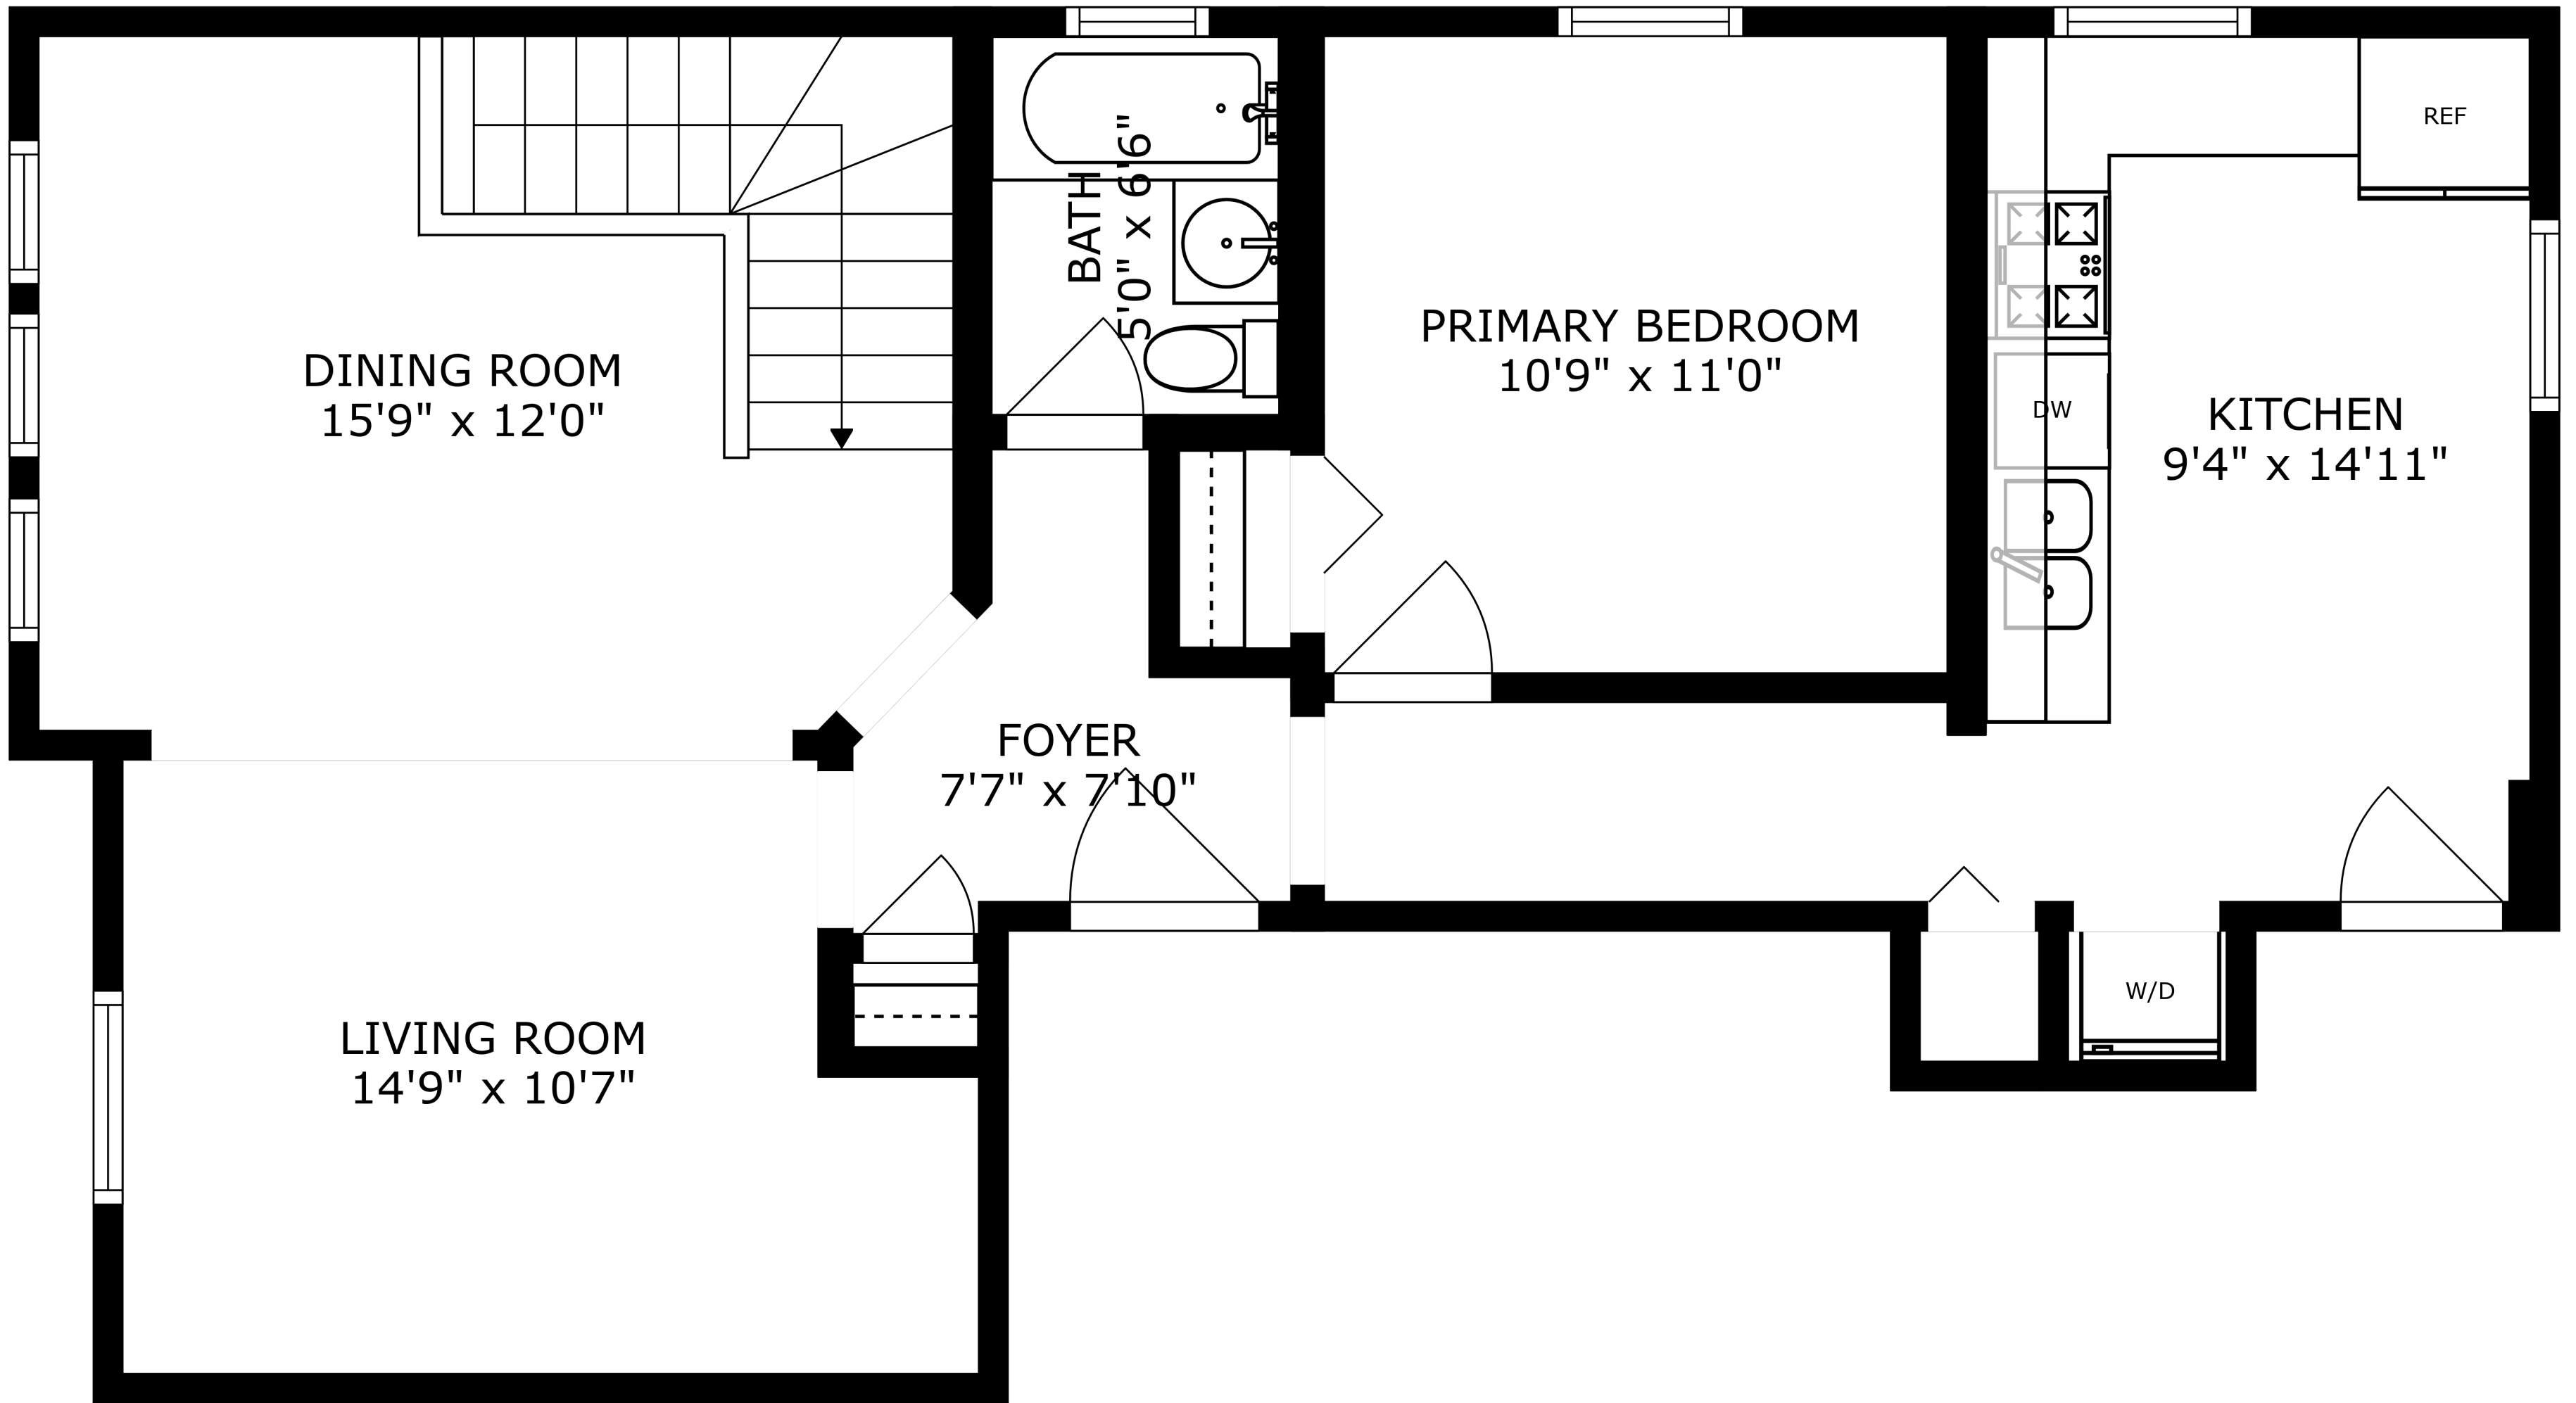 REF
BATH
5'0" x 6'6"
PRIMARY BEDROOM
10'9" x 11'0"
DINING ROOM
15'9" x 12'0"
DW
KITCHEN
9'4" x 14'11"
FOYER
7'7" x 7'10"
W/D
LIVING ROOM
14'9" x 10'7"